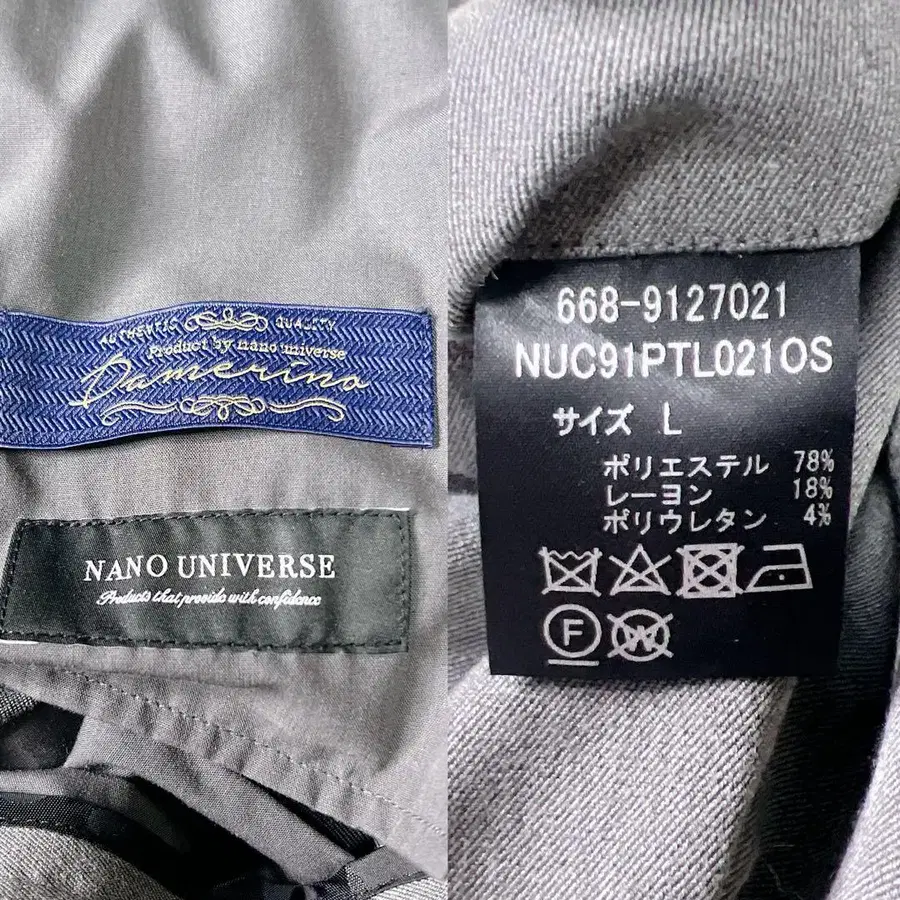 AUTHENTIC QUALITY
Product by nano universe
Damerino
NANO UNIVERSE
Products that provide with confidence
668-9127021
NUC91PTL0210S
サイズ L
ポリエステル 78%
レーヨン 18%
ポリウレタン 4%
F
W